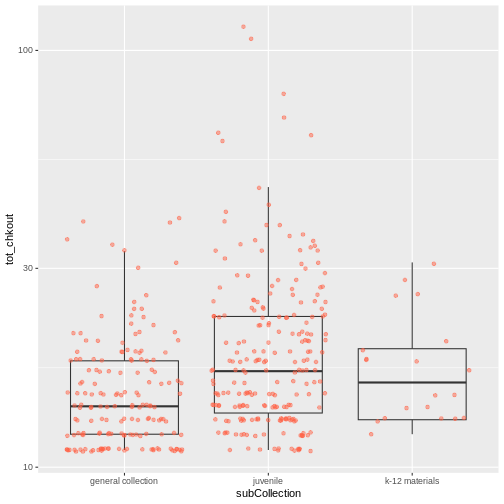 tot_chkout
100
30
10
general collection
juvenile
k-12 materials
subCollection